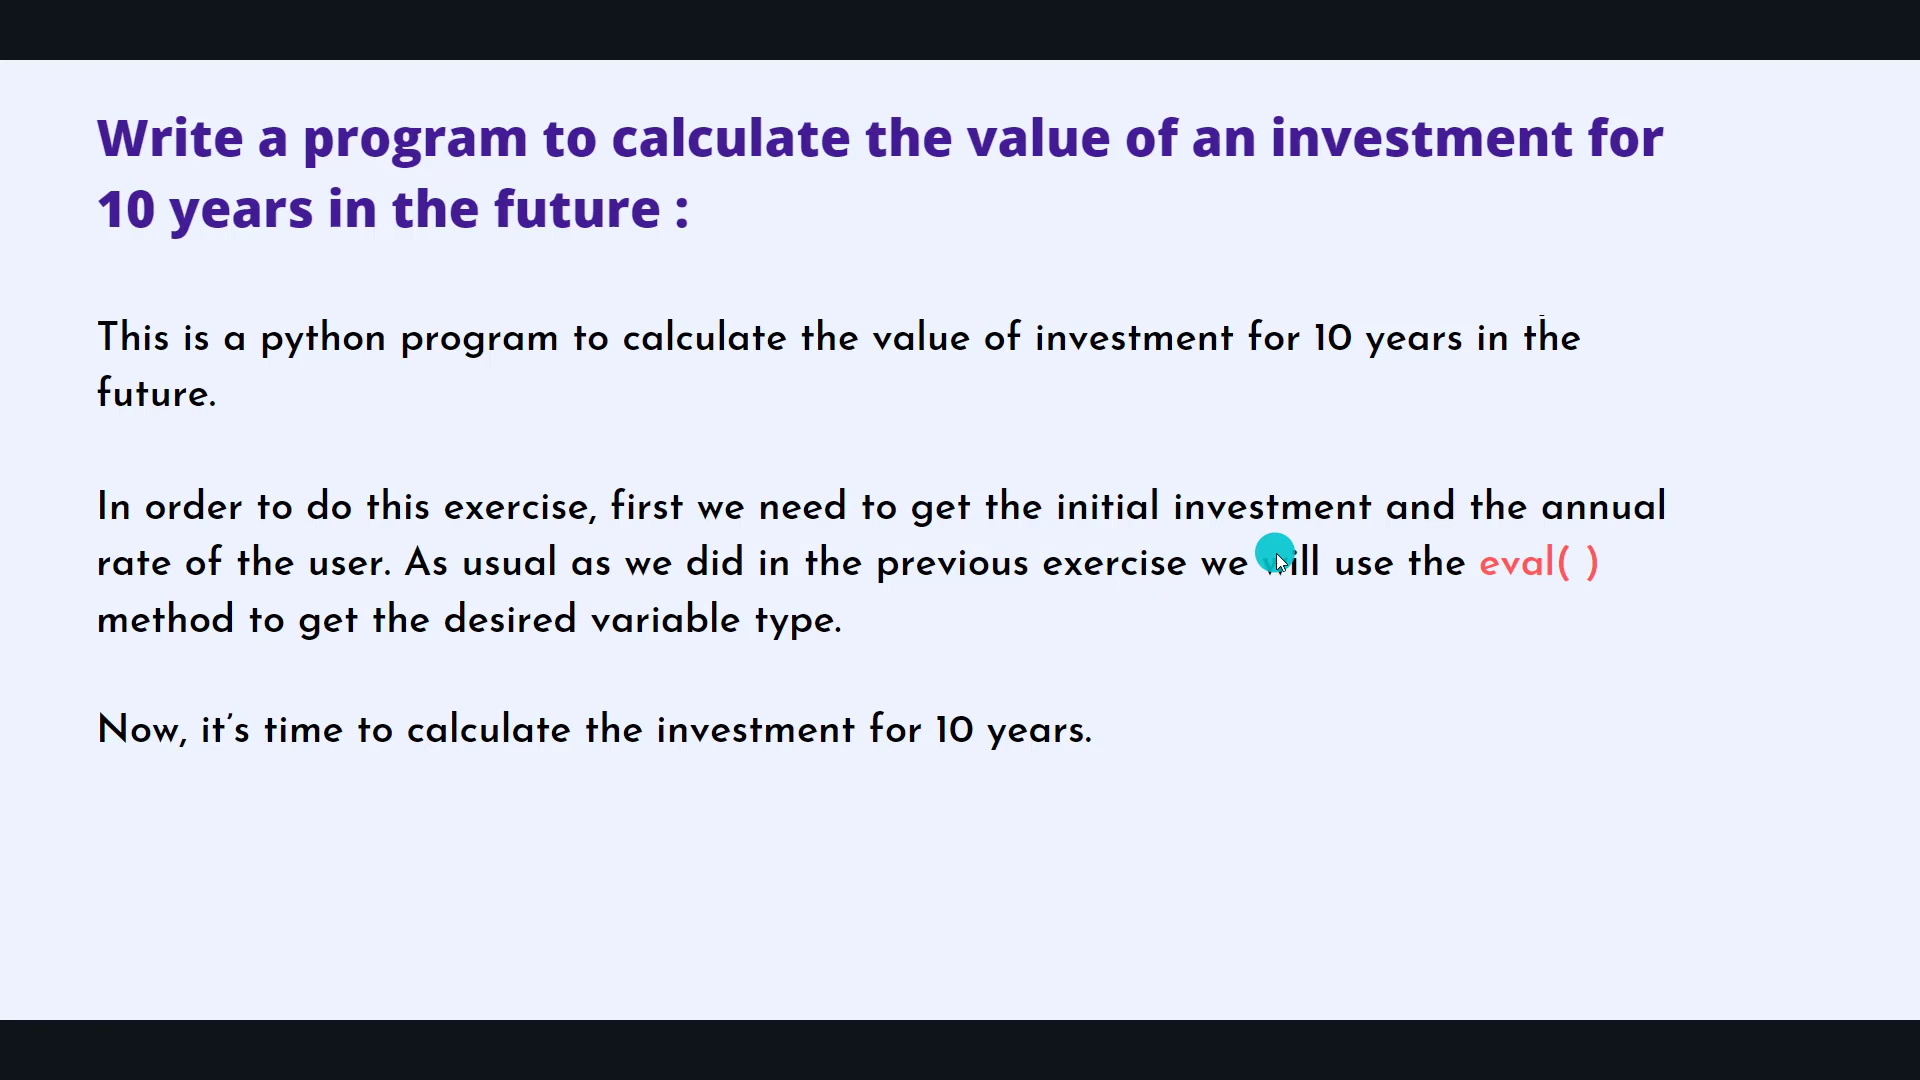 Write a program to calculate the value of an investment for
10 years in the future :
This is a python program to calculate the value of investment for 10 years in the
future.
In order to do this exercise, first we need to get the initial investment and the annual
rate of the user. As usual as we did in the previous exercise we will use the eval( )
method to get the desired variable type.
Now, it's time to calculate the investment for 10 years.